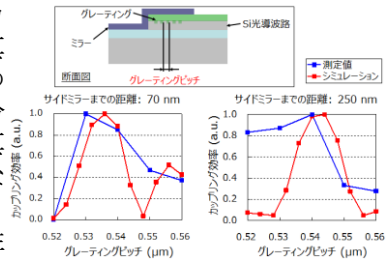 グレーティング
Si光導波路
ミラー
断面図
グレーティングピッチ
測定値
シミュレーション
サイドミラーまでの距離: 70 nm
サイドミラーまでの距離: 250 nm
カップリング効率 (a.u.)
1.0
0.8
0.6
0.4
0.2
0.0
0.52 0.53 0.54 0.55 0.56
グレーティングピッチ (μm)
カップリング効率 (a.u.)
1.0
0.8
0.6
0.4
0.2
0.0
0.52 0.53 0.54 0.55 0.56
グレーティングピッチ (μm)